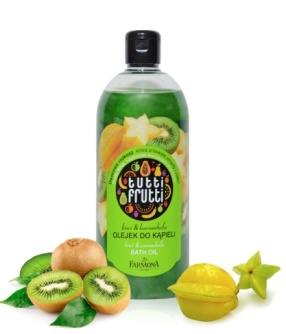 tutti
frutti
kiwi & karambola
OLEJEK DO KĄPIELI
kiwi & carambola
BATH OIL
FARMONA